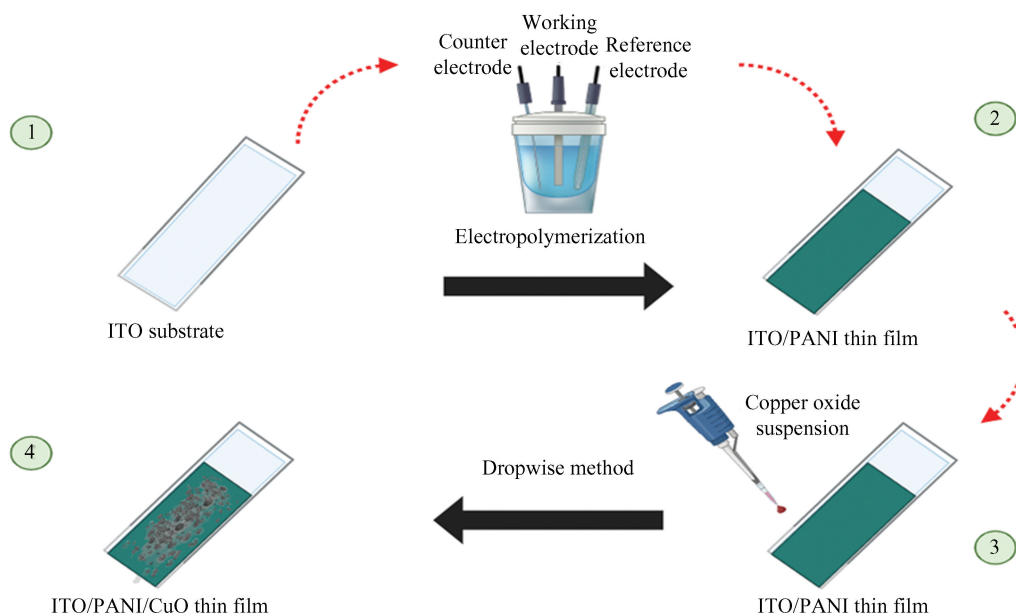 Counter
electrode
Working
electrode
Reference
electrode
1
2
Electropolymerization
ITO substrate
ITO/PANI thin film
Copper oxide
suspension
4
Dropwise method
3
ITO/PANI/CuO thin film
ITO/PANI thin film